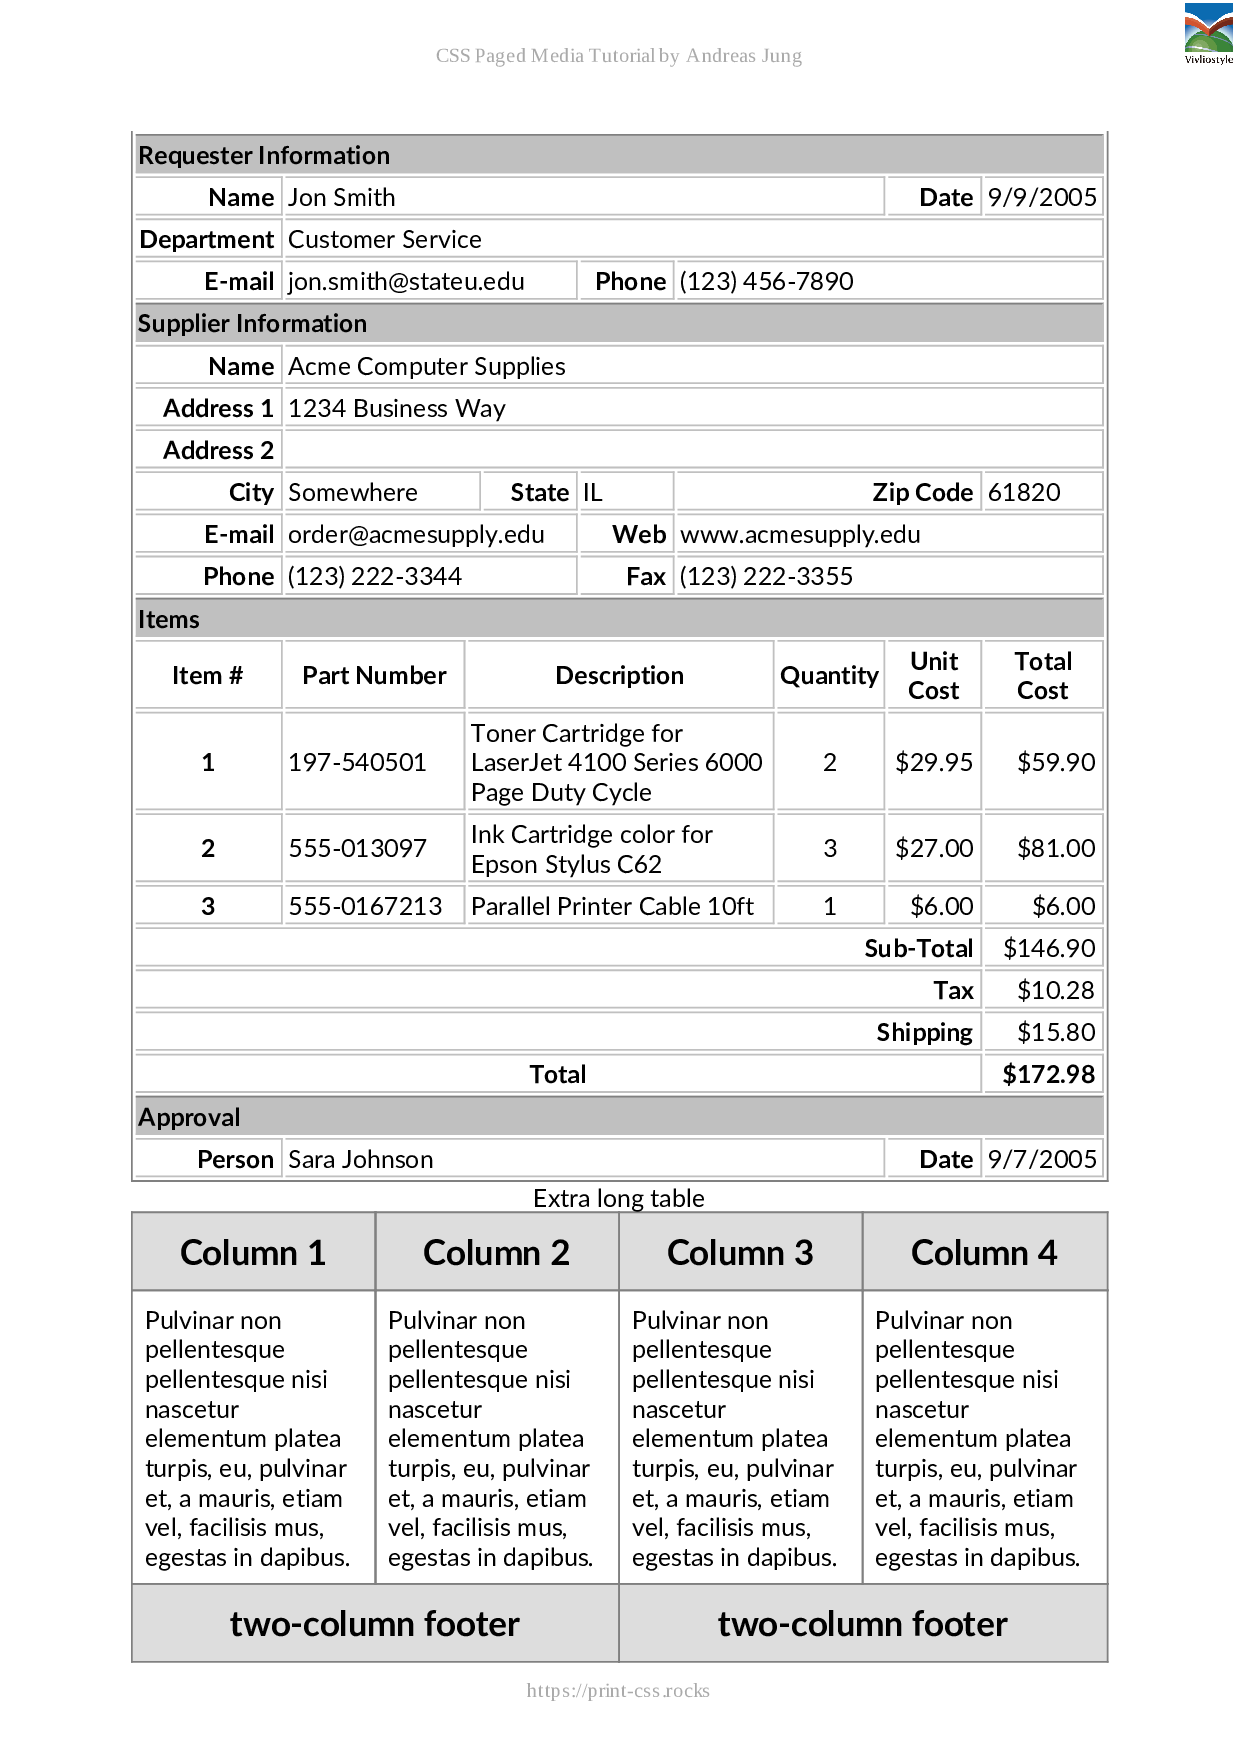 CSS Paged Media Tutorial by Andreas Jung
Vivliostyle
Requester Information
Name Jon Smith Date 9/9/2005
Department Customer Service
E-mail jon.smith@stateu.edu Phone (123) 456-7890
Supplier Information
Name Acme Computer Supplies
Address 1 1234 Business Way
Address 2
City Somewhere State IL Zip Code 61820
E-mail order@acmesupply.edu Web www.acmesupply.edu
Phone (123) 222-3344 Fax (123) 222-3355
Items
Item # Part Number Description Quantity Unit Cost Total Cost
1 197-540501 Toner Cartridge for LaserJet 4100 Series 6000 Page Duty Cycle 2 $29.95 $59.90
2 555-013097 Ink Cartridge color for Epson Stylus C62 3 $27.00 $81.00
3 555-0167213 Parallel Printer Cable 10ft 1 $6.00 $6.00
Sub-Total $146.90
Tax $10.28
Shipping $15.80
Total $172.98
Approval
Person Sara Johnson Date 9/7/2005
Extra long table
Column 1 Column 2 Column 3 Column 4
Pulvinar non
pellentesque
pellentesque nisi
nascetur
elementum platea
turpis, eu, pulvinar
et, a mauris, etiam
vel, facilisis mus,
egestas in dapibus.
Pulvinar non
pellentesque
pellentesque nisi
nascetur
elementum platea
turpis, eu, pulvinar
et, a mauris, etiam
vel, facilisis mus,
egestas in dapibus.
Pulvinar non
pellentesque
pellentesque nisi
nascetur
elementum platea
turpis, eu, pulvinar
et, a mauris, etiam
vel, facilisis mus,
egestas in dapibus.
Pulvinar non
pellentesque
pellentesque nisi
nascetur
elementum platea
turpis, eu, pulvinar
et, a mauris, etiam
vel, facilisis mus,
egestas in dapibus.
two-column footer two-column footer
https://print-css.rocks